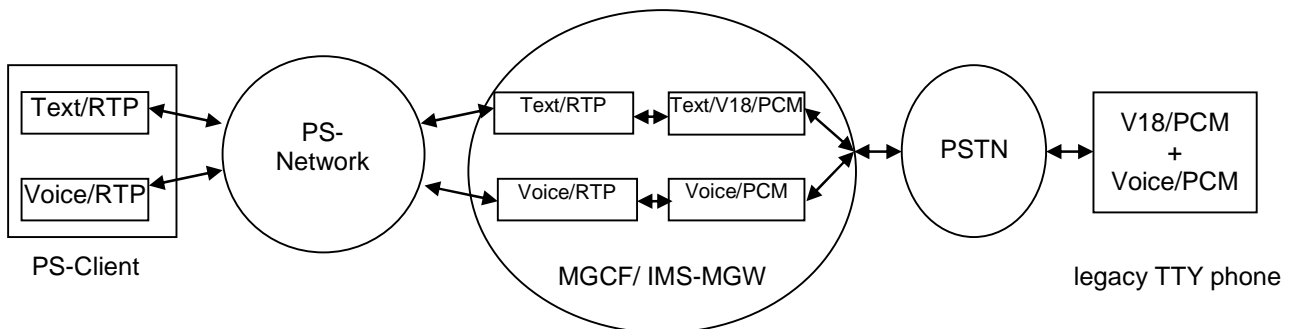 Text/RTP
Voice/RTP
PS-Client
PS-
Network
Text/RTP
Text/V18/PCM
Voice/RTP
Voice/PCM
MGCF/ IMS-MGW
PSTN
V18/PCM
+
Voice/PCM
legacy TTY phone